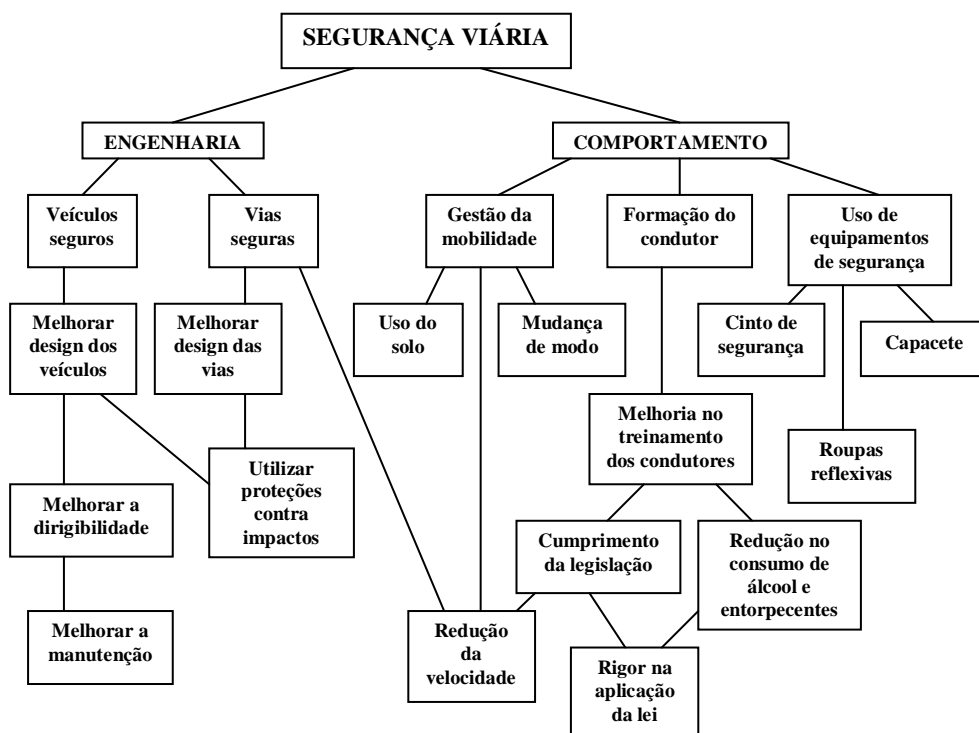 SEGURANÇA VIÁRIA
ENGENHARIA
COMPORTAMENTO
Veículos
seguros
Vias
seguras
Gestão da
mobilidade
Formação do
condutor
Uso de
equipamentos
de segurança
Melhorar
design dos
veículos
Melhorar
design das
vias
Uso do
solo
Mudança
de modo
Cinto de
segurança
Capacete
Melhoria no
treinamento
dos condutores
Roupas
reflexivas
Utilizar
proteções
contra
impactos
Melhorar a
dirigibilidade
Cumprimento
da legislação
Redução no
consumo de
álcool e
entorpecentes
Melhorar a
manutenção
Redução
da
velocidade
Rigor na
aplicação
da lei